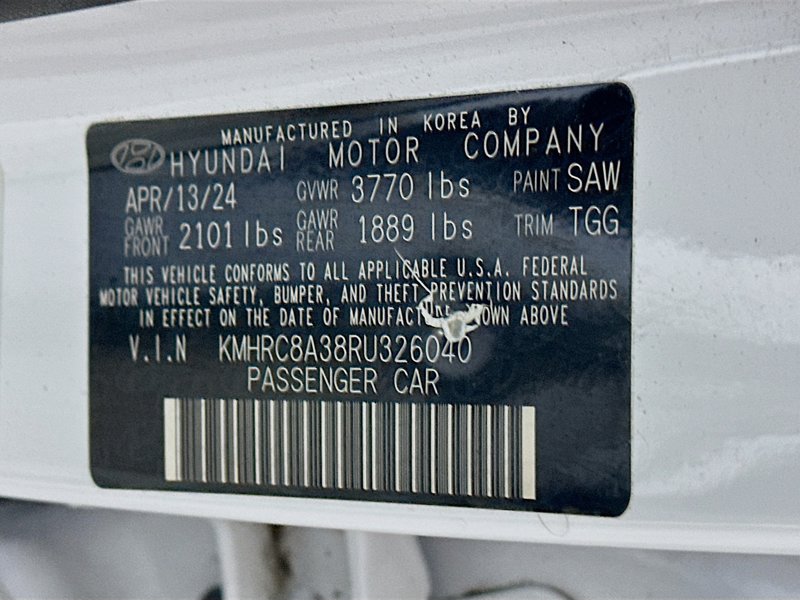 MANUFACTURED IN KOREA BY
HYUNDAI MOTOR COMPANY
APR/13/24 GVWR 3770 lbs PAINT SAW
GAWR FRONT 2101 lbs GAWR REAR 1889 lbs TRIM TGG
THIS VEHICLE CONFORMS TO ALL APPLICABLE U.S.A. FEDERAL
MOTOR VEHICLE SAFETY, BUMPER, AND THEFT PREVENTION STANDARDS
IN EFFECT ON THE DATE OF ABOVE
V.I.N KMHRC8A38RU326040
PASSENGER CAR